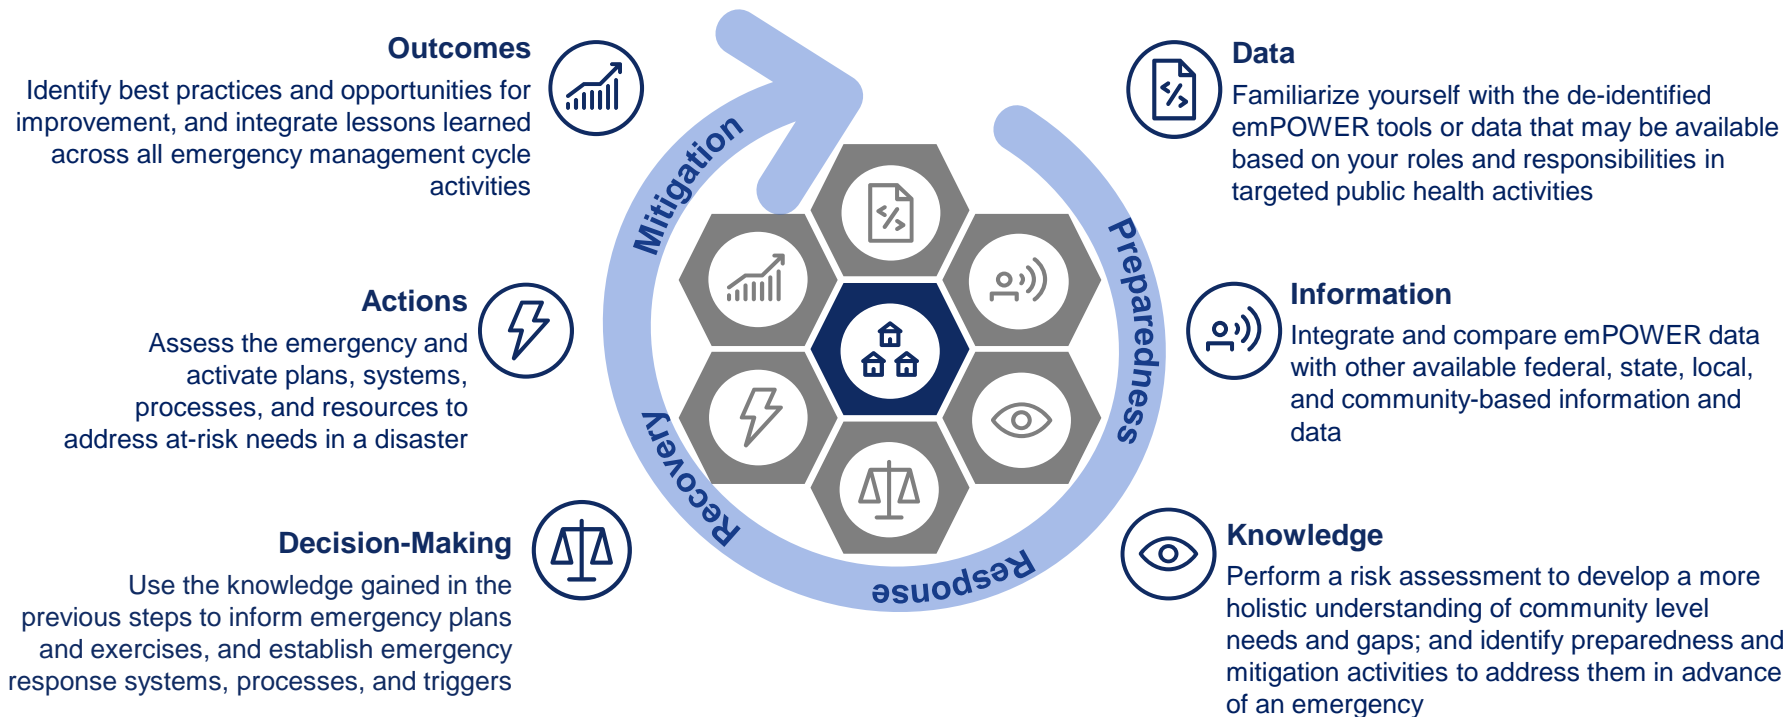 Outcomes
Identify best practices and opportunities for
improvement, and integrate lessons learned
across all emergency management cycle
activities
Actions
Assess the emergency and
activate plans, systems,
processes, and resources to
address at-risk needs in a disaster
Decision-Making
Use the knowledge gained in the
previous steps to inform emergency plans
and exercises, and establish emergency
response systems, processes, and triggers
Mitigation
Preparedness
Response
Recovery
Data
Familiarize yourself with the de-identified
emPOWER tools or data that may be available
based on your roles and responsibilities in
targeted public health activities
Information
Integrate and compare emPOWER data
with other available federal, state, local,
and community-based information and
data
Knowledge
Perform a risk assessment to develop a more
holistic understanding of community level
needs and gaps; and identify preparedness and
mitigation activities to address them in advance
of an emergency